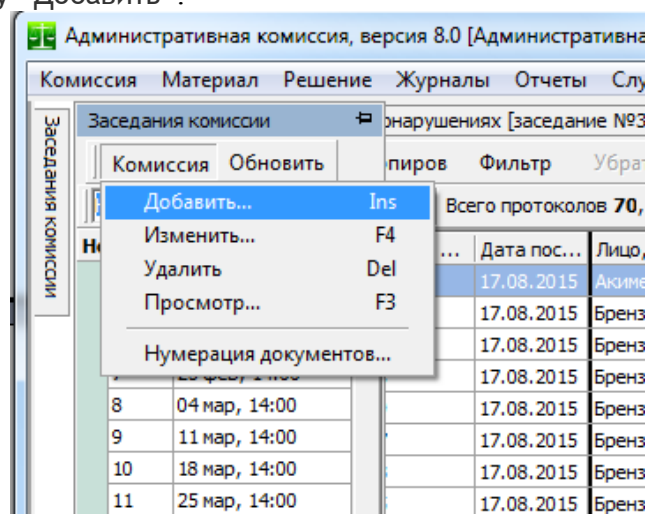 "Добавить".
Административная комиссия, версия 8.0 [Административна
Комиссия Материал Решение Журналы Отчеты Слу
Заседания комиссии
Заседания комиссии
онарушениях [заседание №3
Комиссия Обновить
опиров Фильтр Убрат
Добавить... Ins
Всего протоколов 70,
Изменить... F4
... Дата пос... Лицо,
Удалить Del
17.08.2015 Акиме
Просмотр... F3
17.08.2015 Бренз
17.08.2015 Бренз
Нумерация документов...
17.08.2015 Бренз
8 04 мар, 14:00 17.08.2015 Бренз
9 11 мар, 14:00 17.08.2015 Бренз
10 18 мар, 14:00 17.08.2015 Бренз
11 25 мар, 14:00 17.08.2015 Бренз